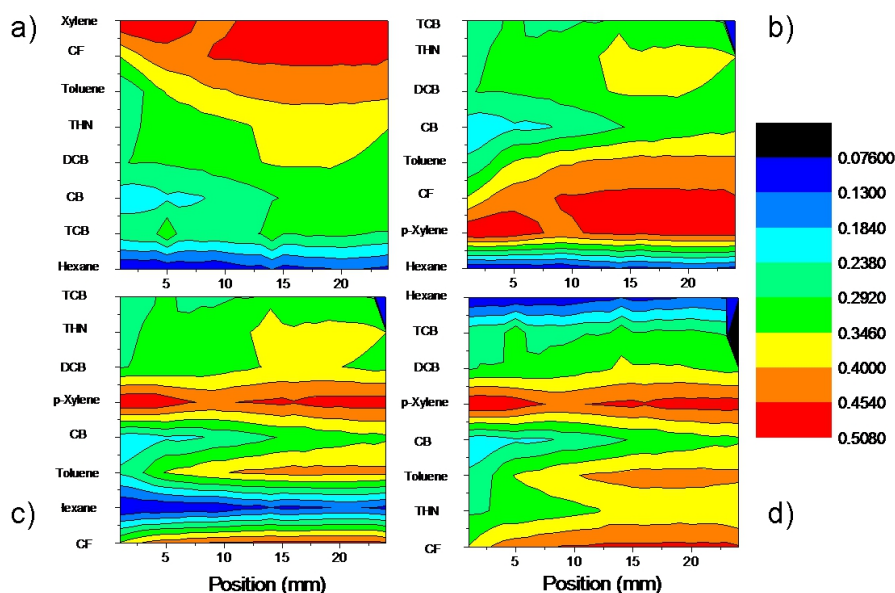 a)
Xylene
CF
Toluene
THN
DCB
CB
TCB
Hexane
5 10 15 20
TCB
THN
DCB
CB
Toluene
CF
p-Xylene
Hexane
5 10 15 20
b)
0.07600
0.1300
0.1840
0.2380
0.2920
0.3460
0.4000
0.4540
0.5080
TCB
THN
DCB
p-Xylene
CB
Toluene
Hexane
CF
5 10 15 20
Position (mm)
c)
Hexane
TCB
DCB
p-Xylene
CB
Toluene
THN
CF
5 10 15 20
Position (mm)
d)